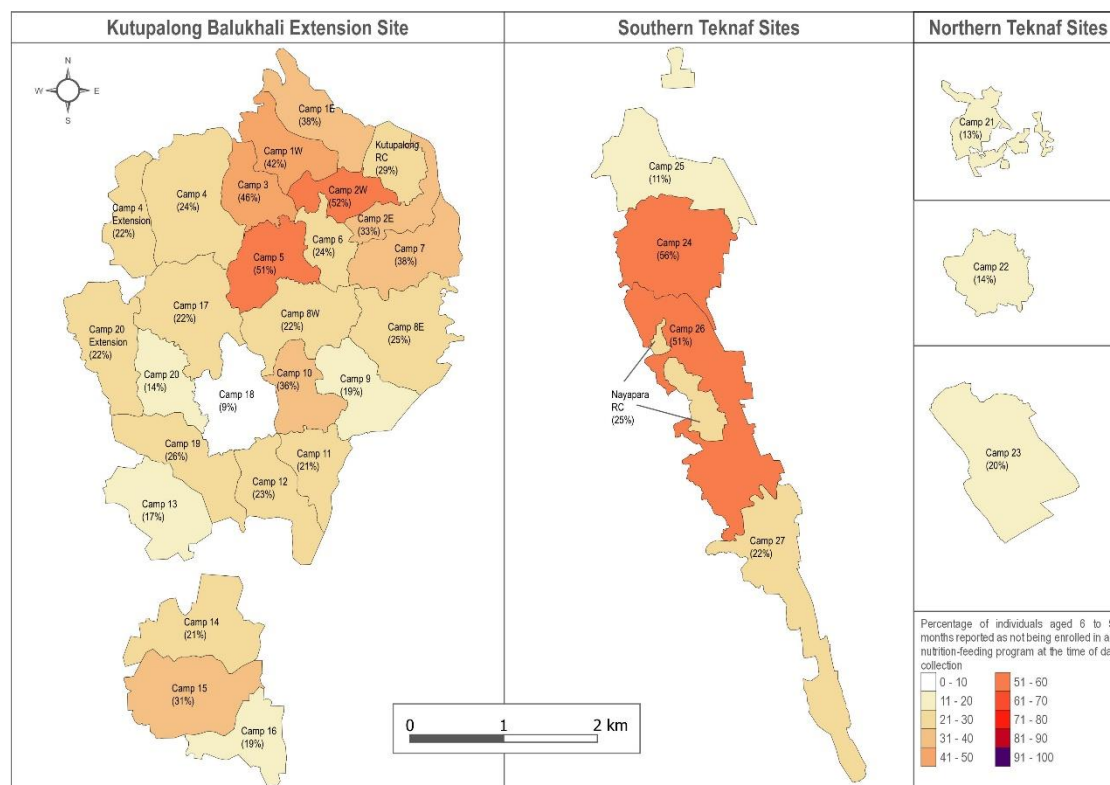 Kutupalong Balukhali Extension Site
Southern Teknaf Sites
Northern Teknaf Sites
N
W
E
S
Camp 1E
(38%)
Camp 1W
(42%)
Kutupalong
RC
(29%)
Camp 3
(46%)
Camp 2W
(52%)
Camp 4
(24%)
Camp 4
Extension
(22%)
Camp 2E
(33%)
Camp 6
(24%)
Camp 7
(38%)
Camp 5
(51%)
Camp 17
(22%)
Camp 8W
(22%)
Camp 8E
(25%)
Camp 20
Extension
(22%)
Camp 20
(14%)
Camp 18
(9%)
Camp 10
(36%)
Camp 9
(19%)
Camp 19
(26%)
Camp 11
(21%)
Camp 12
(23%)
Camp 13
(17%)
Camp 14
(21%)
Camp 15
(31%)
Camp 16
(19%)
0 1 2 km
Camp 25
(11%)
Camp 24
(56%)
Camp 26
(51%)
Nayapara
RC
(25%)
Camp 27
(22%)
Camp 21
(13%)
Camp 22
(14%)
Camp 23
(20%)
Percentage of individuals aged 6 to
months reported as not being enrolled in a
nutrition-feeding program at the time of da
collection
0 - 10
11 - 20
21 - 30
31 - 40
41 - 50
51 - 60
61 - 70
71 - 80
81 - 90
91 - 100